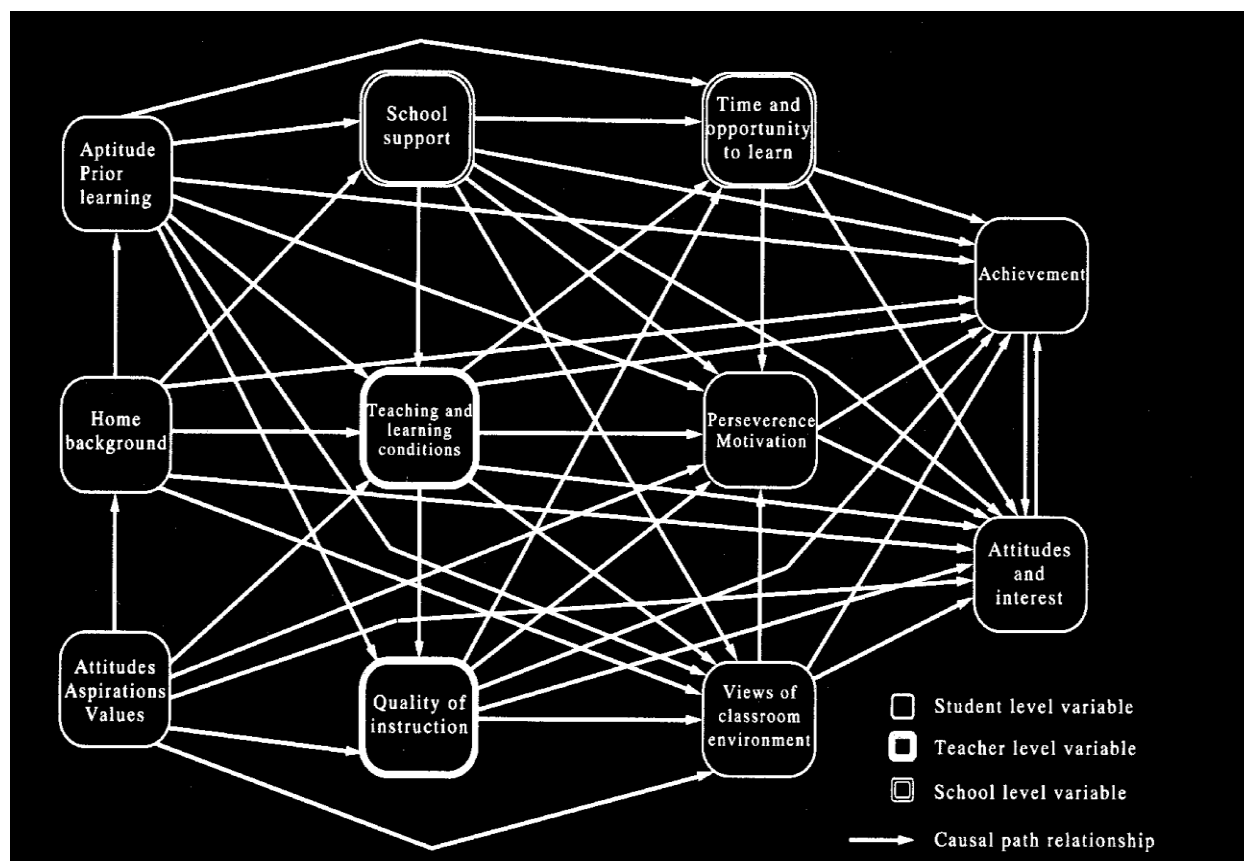 School
support
Time and
opportunity
to learn
Aptitude
Prior
learning
Achievement
Home
background
Teaching and
learning
conditions
Perseverence
Motivation
Attitudes
and
interest
Attitudes
Aspirations
Values
Quality of
instruction
Views of
classroom
environment
Student level variable
Teacher level variable
School level variable
Causal path relationship